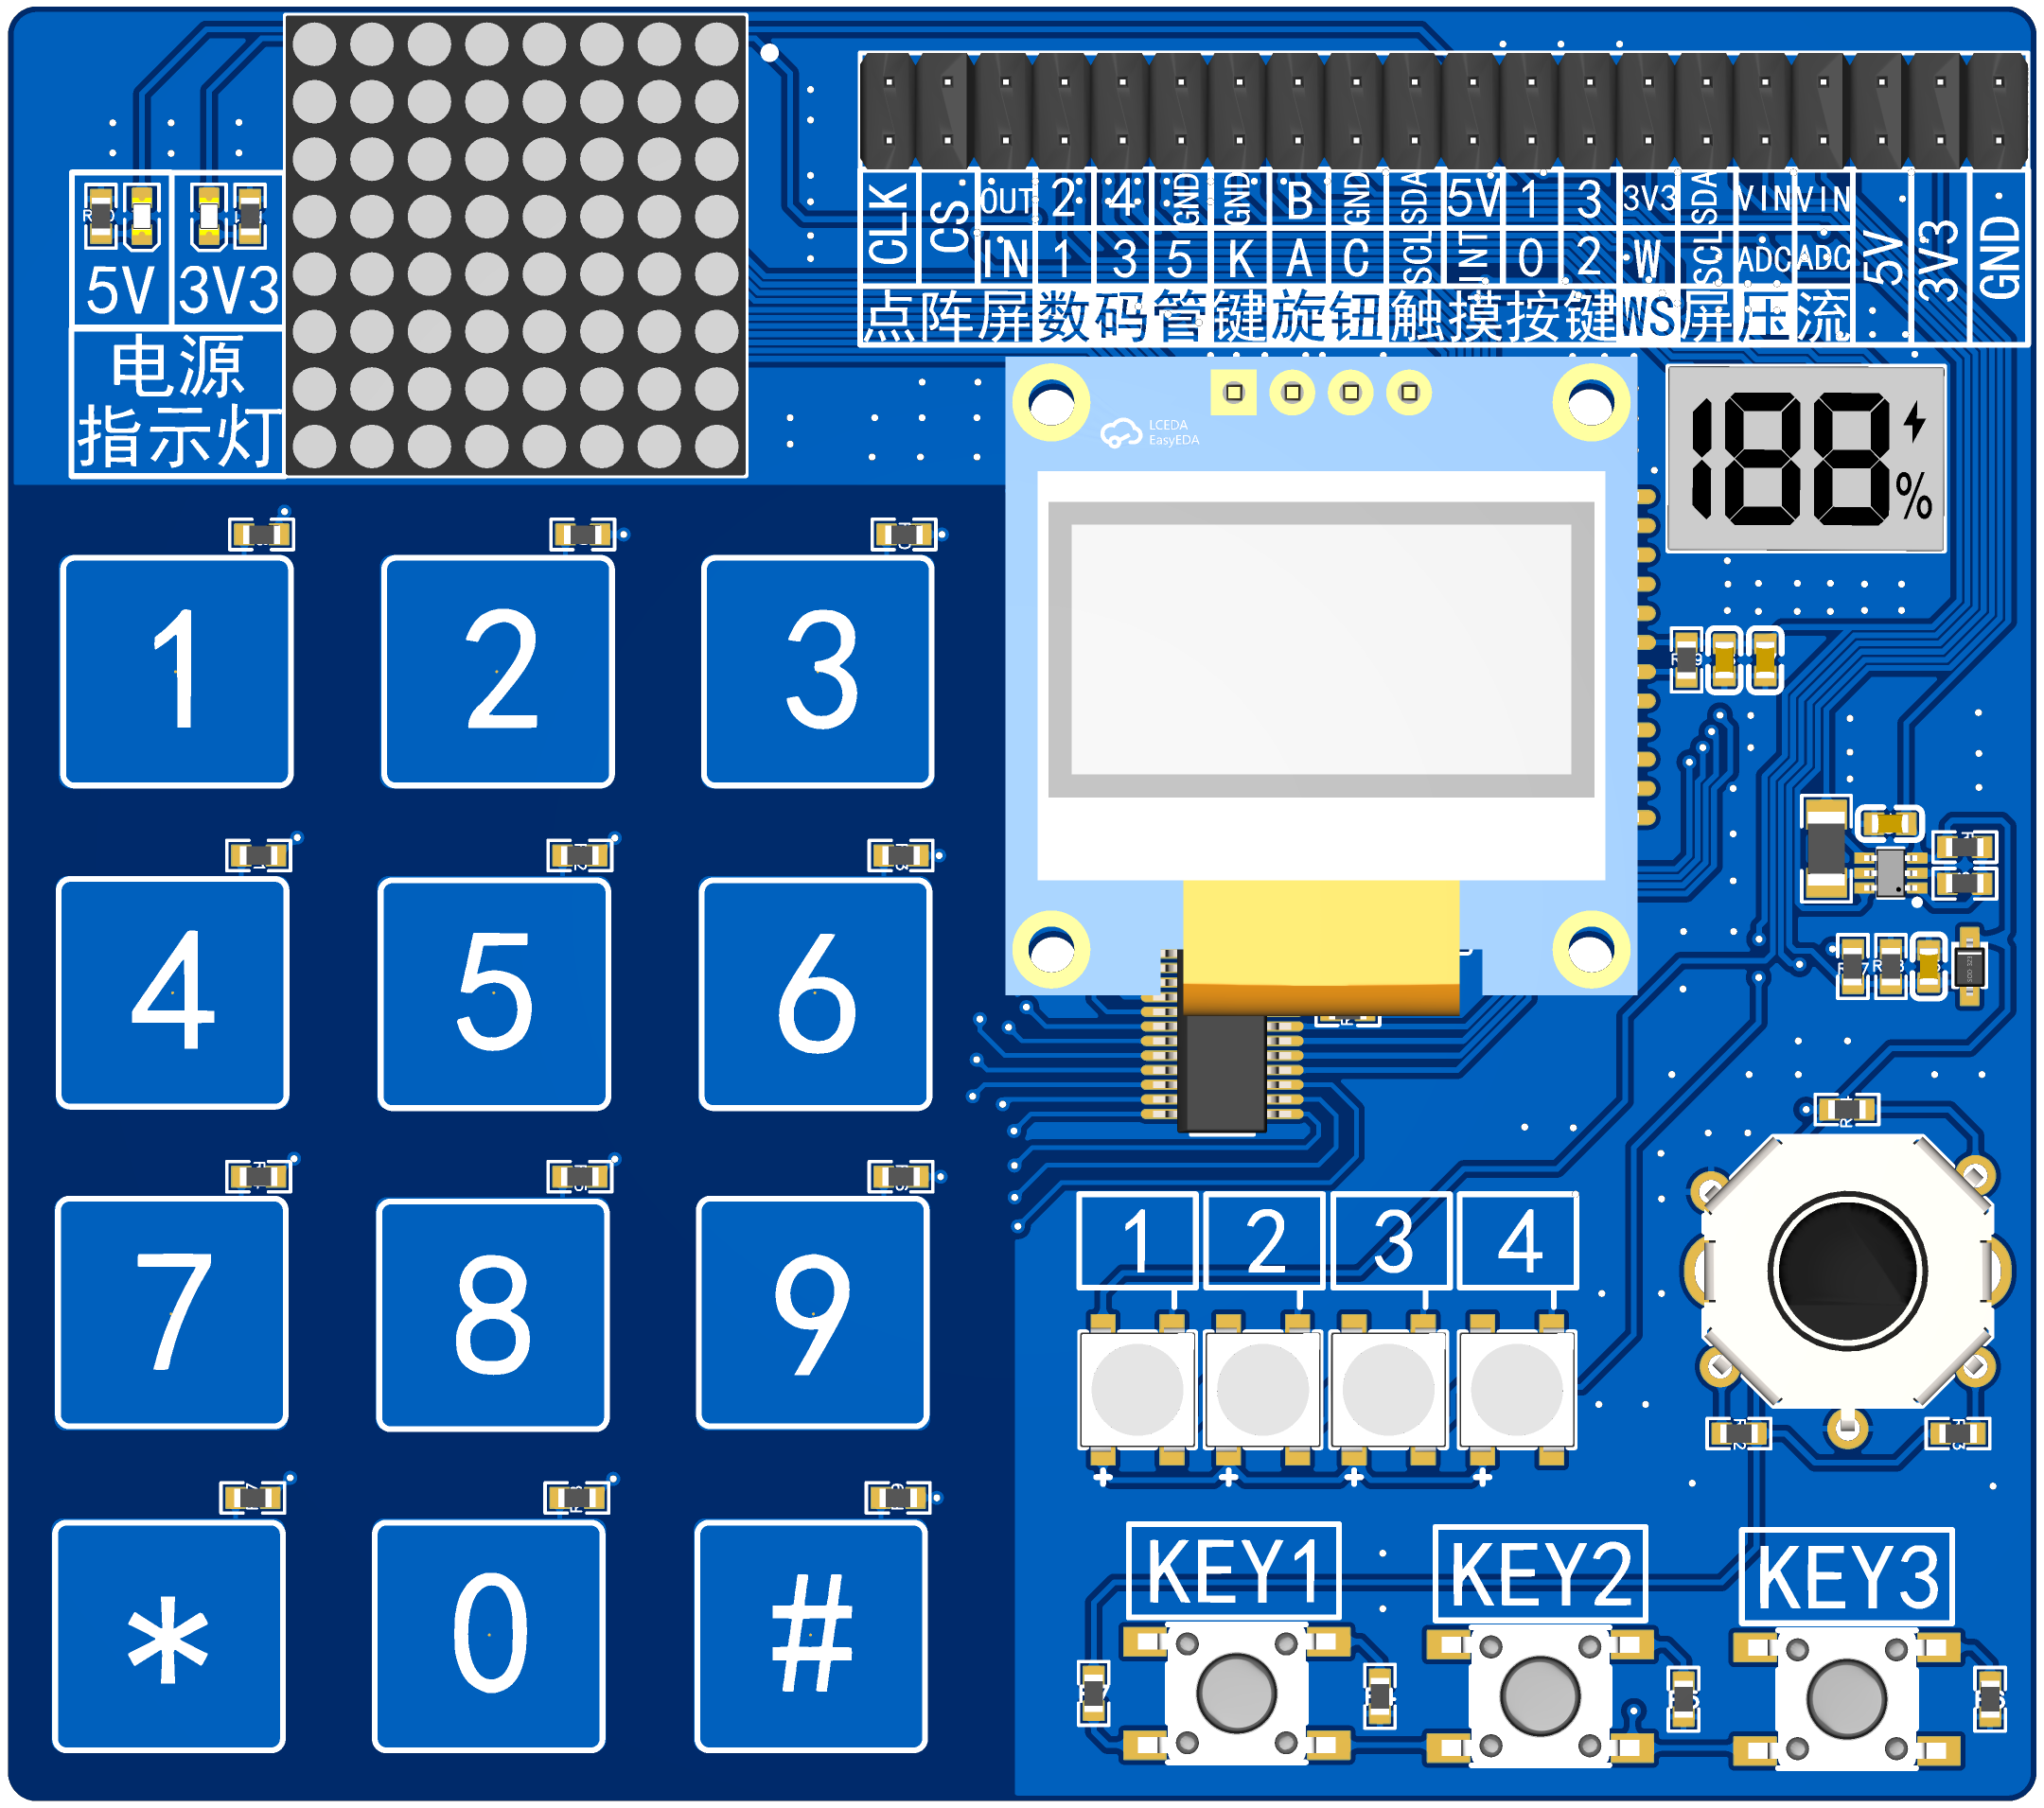 CLK CS OUT 2 4 GND GND B GND SDA 5V 1 3 3V3 SDA VIN VIN 5V 3V3 GND
IN 1 3 5 K A C SCL INT 0 2 W SCL ADC ADC
点阵屏 数码管 键 旋钮 触摸按键 WS 屏 压 流
5V 3V3
电源
指示灯
LCEDA
EasyEDA
188%
1 2 3
4 5 6
7 8 9
* 0 #
1 2 3 4
KEY1 KEY2 KEY3